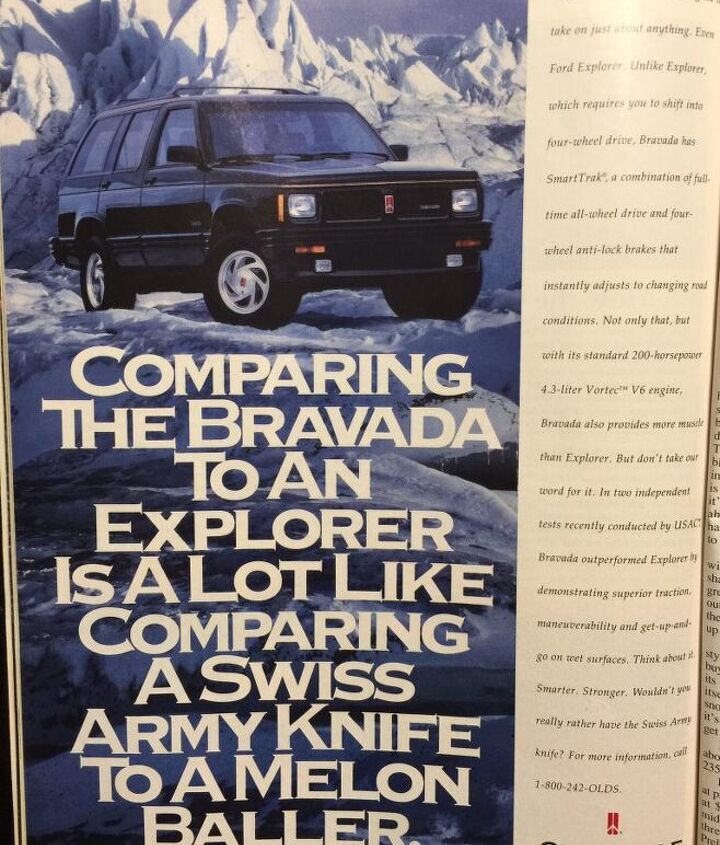 COMPARING
THE BRAVADA
TO AN
EXPLORER
IS A LOT LIKE
COMPARING
A SWISS
ARMY KNIFE
TO A MELON
BALLER.
take on just about anything. Even
Ford Explorer. Unlike Explorer,
which requires you to shift into
four-wheel drive, Bravada has
SmartTrak®, a combination of full-
time all-wheel drive and four-
wheel anti-lock brakes that
instantly adjusts to changing road
conditions. Not only that, but
with its standard 200-horsepower
4.3-liter Vortec™ V6 engine,
Bravada also provides more muscle
than Explorer. But don't take our
word for it. In two independent
tests recently conducted by USAC,
Bravada outperformed Explorer by
demonstrating superior traction,
maneuverability and get-up-and-
go on wet surfaces. Think about it.
Smarter. Stronger. Wouldn't you
really rather have the Swiss Army
knife? For more information, call
1-800-242-OLDS.